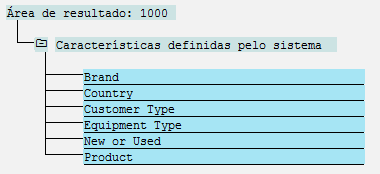 Área de resultado: 1000
Características definidas pelo sistema
Brand
Country
Customer Type
Equipment Type
New or Used
Product